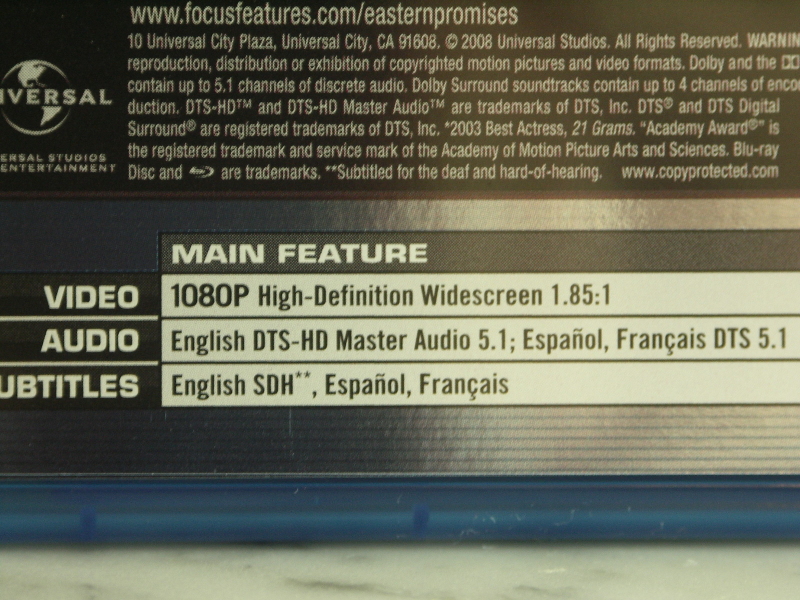 www.focusfeatures.com/easternpromises
10 Universal City Plaza, Universal City, CA 91608. © 2008 Universal Studios. All Rights Reserved. WARNIN
reproduction, distribution or exhibition of copyrighted motion pictures and video formats. Dolby and the
contain up to 5.1 channels of discrete audio. Dolby Surround soundtracks contain up to 4 channels of enco
duction. DTS-HD™ and DTS-HD Master Audio™ are trademarks of DTS, Inc. DTS® and DTS Digital
Surround® are registered trademarks of DTS, Inc. *2003 Best Actress, 21 Grams. "Academy Award®" is
the registered trademark and service mark of the Academy of Motion Picture Arts and Sciences. Blu-ray
Disc and are trademarks. **Subtitled for the deaf and hard-of-hearing. www.copyprotected.com
IVERSAL
ERSAL STUDIOS
ENTERTAINMENT
MAIN FEATURE
VIDEO 1080P High-Definition Widescreen 1.85:1
AUDIO English DTS-HD Master Audio 5.1; Español, Français DTS 5.1
UBTITLES English SDH**, Español, Français